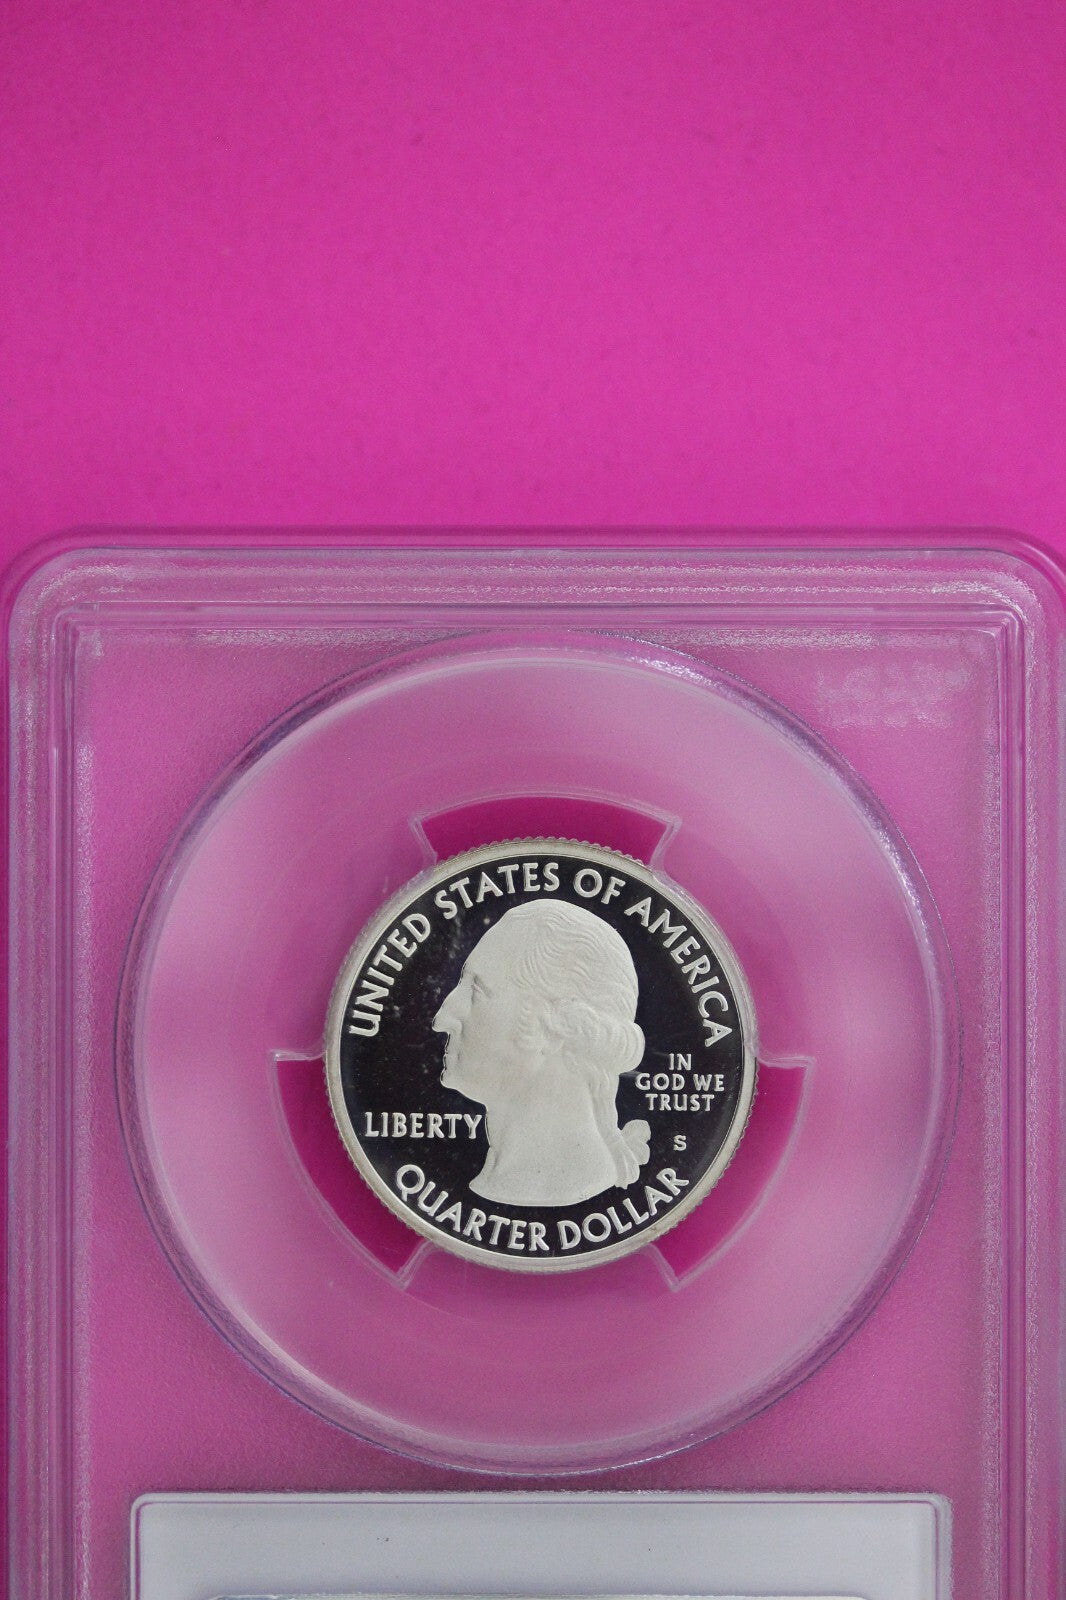 UNITED STATES OF AMERICA
IN
GOD WE
TRUST
LIBERTY
S
QUARTER DOLLAR